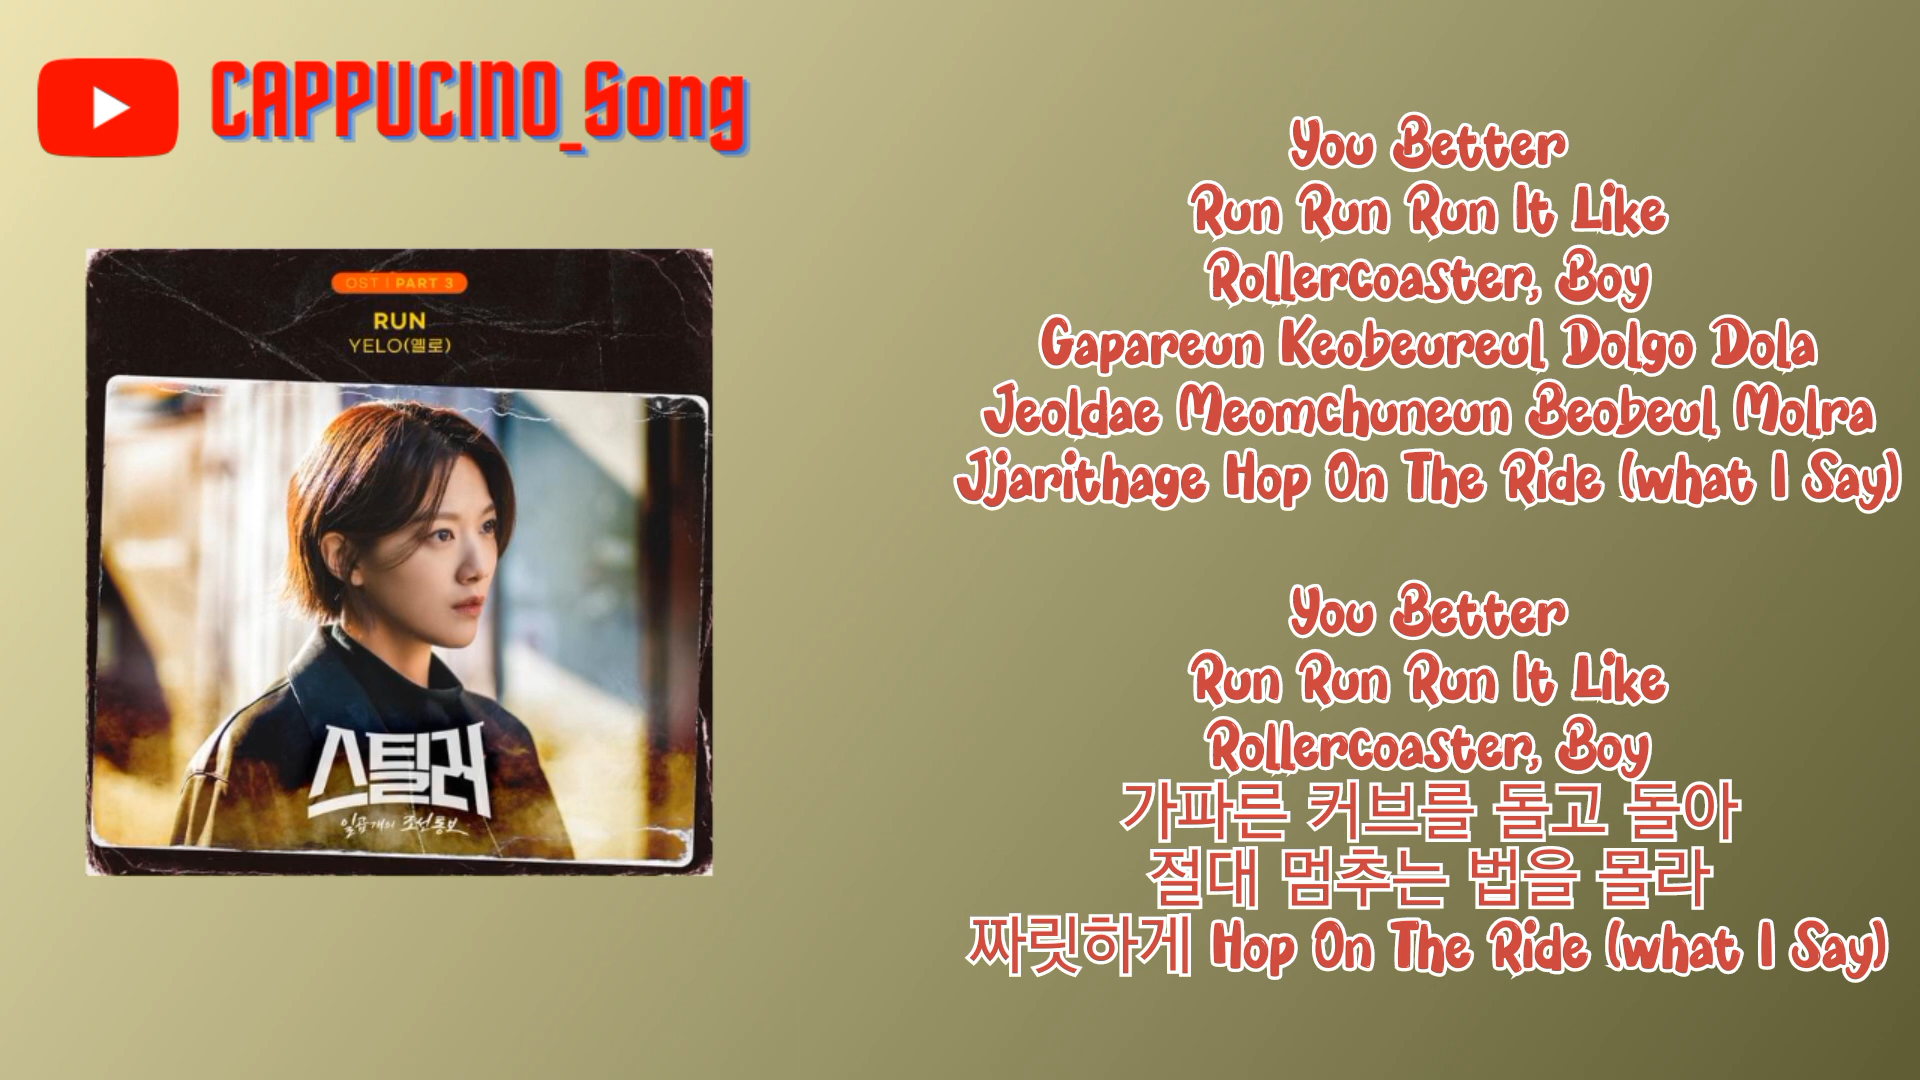 CAPPUCINO_Song
OST | PART 3
RUN
YELO(옐로)
스틸러
일곱 개의 조선통보
You Better
Run Run Run It Like
Rollercoaster, Boy
Gapareun Keobeureul Dolgo Dola
Jeoldae Meomchuneun Beobeul Molra
Jjarithage Hop On The Ride (what I Say)
You Better
Run Run Run It Like
Rollercoaster, Boy
가파른 커브를 돌고 돌아
절대 멈추는 법을 몰라
짜릿하게 Hop On The Ride (what I Say)